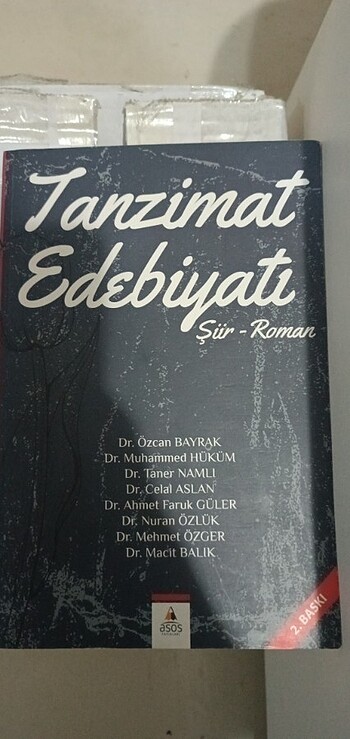 Tanzimat
Edebiyatı
Şiir - Roman
Dr. Özcan BAYRAK
Dr. Muhammed HÜKÜM
Dr. Taner NAMLI
Dr. Celal ASLAN
Dr. Ahmet Faruk GÜLER
Dr. Nuran ÖZLÜK
Dr. Mehmet ÖZGER
Dr. Macit BALIK
2. BASKI
asos
YAYINLARI